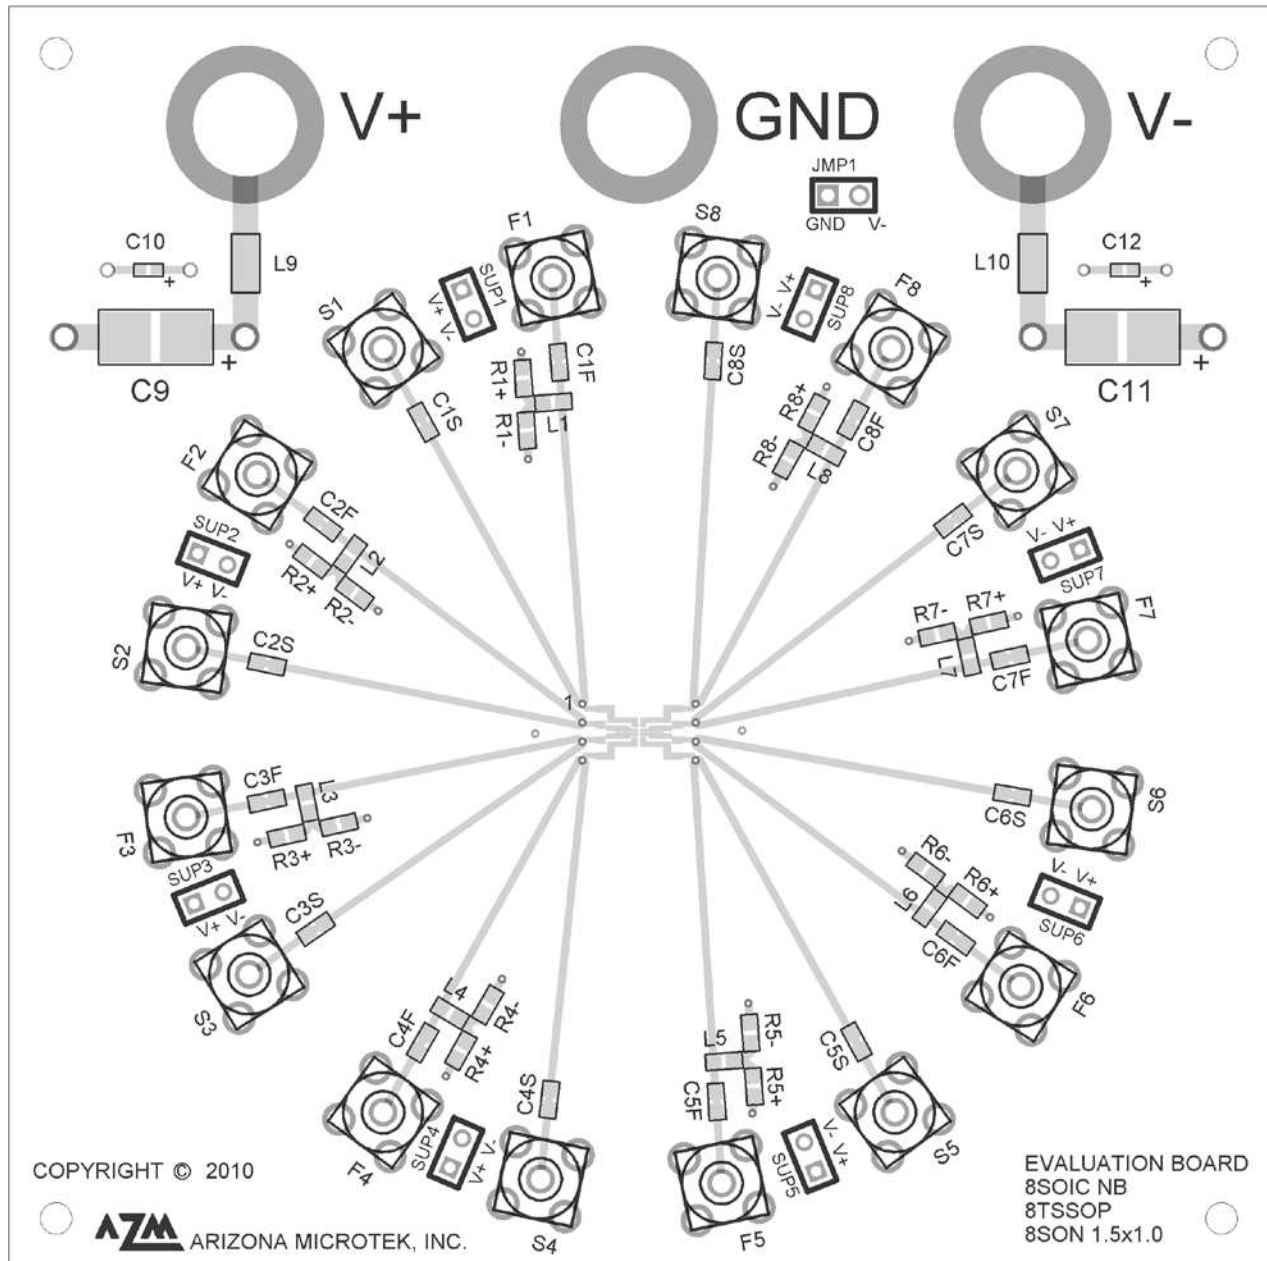 V+
GND
V-
JMP1
GND V-
C10
+
L9
C9
+
L10
C12
+
C11
+
F1
S8
S1
SUP1
V+ V-
SUP8
V- V+
F8
C1F
R1+
R1-
L1
C1S
C8S
R8+
R8-
L8
C8F
S7
F2
C2F
SUP2
V+ V-
L2
R2+
R2-
C7S
V- V+
SUP7
R7-
R7+
L7
C7F
F7
S2
C2S
1
C3F
L3
F3
R3+
R3-
SUP3
V+ V-
C3S
S3
C6S
S6
R6-
R6+
L6
C6F
V- V+
SUP6
F6
L4
R4-
C4F
R4+
C4S
F4
SUP4
V+ V-
S4
L5
R5-
R5+
C5F
C5S
V- V+
SUP5
S5
F5
COPYRIGHT © 2010
AZM ARIZONA MICROTEK, INC.
EVALUATION BOARD
8SOIC NB
8TSSOP
8SON 1.5x1.0